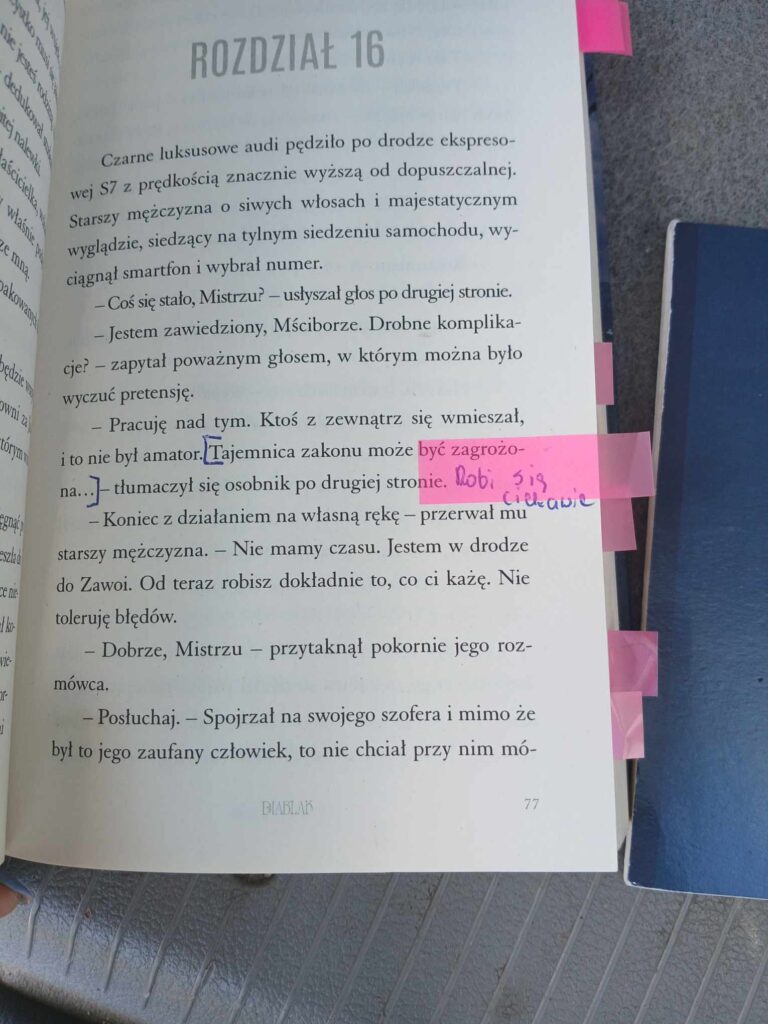 ROZDZIAŁ 16
Czarne luksusowe audi pędziło po drodze ekspreso-
wej S7 z prędkością znacznie wyższą od dopuszczalnej.
Starszy mężczyzna o siwych włosach i majestatycznym
wyglądzie, siedzący na tylnym siedzeniu samochodu, wy-
ciągnął smartfon i wybrał numer.
– Coś się stało, Mistrzu? – usłyszał głos po drugiej stronie.
– Jestem zawiedziony, Mściborze. Drobne komplika-
cje? – zapytał poważnym głosem, w którym można było
wyczuć pretensję.
– Pracuję nad tym. Ktoś z zewnątrz się wmieszał,
i to nie był amator. [Tajemnica zakonu może być zagrożo-
na...] – tłumaczył się osobnik po drugiej stronie. Robi się
ciekawie
– Koniec z działaniem na własną rękę – przerwał mu
starszy mężczyzna. – Nie mamy czasu. Jestem w drodze
do Zawoi. Od teraz robisz dokładnie to, co ci każę. Nie
toleruję błędów.
– Dobrze, Mistrzu – przytaknął pokornie jego roz-
mówca.
– Posłuchaj. – Spojrzał na swojego szofera i mimo że
był to jego zaufany człowiek, to nie chciał przy nim mó-
DIABLAK 77